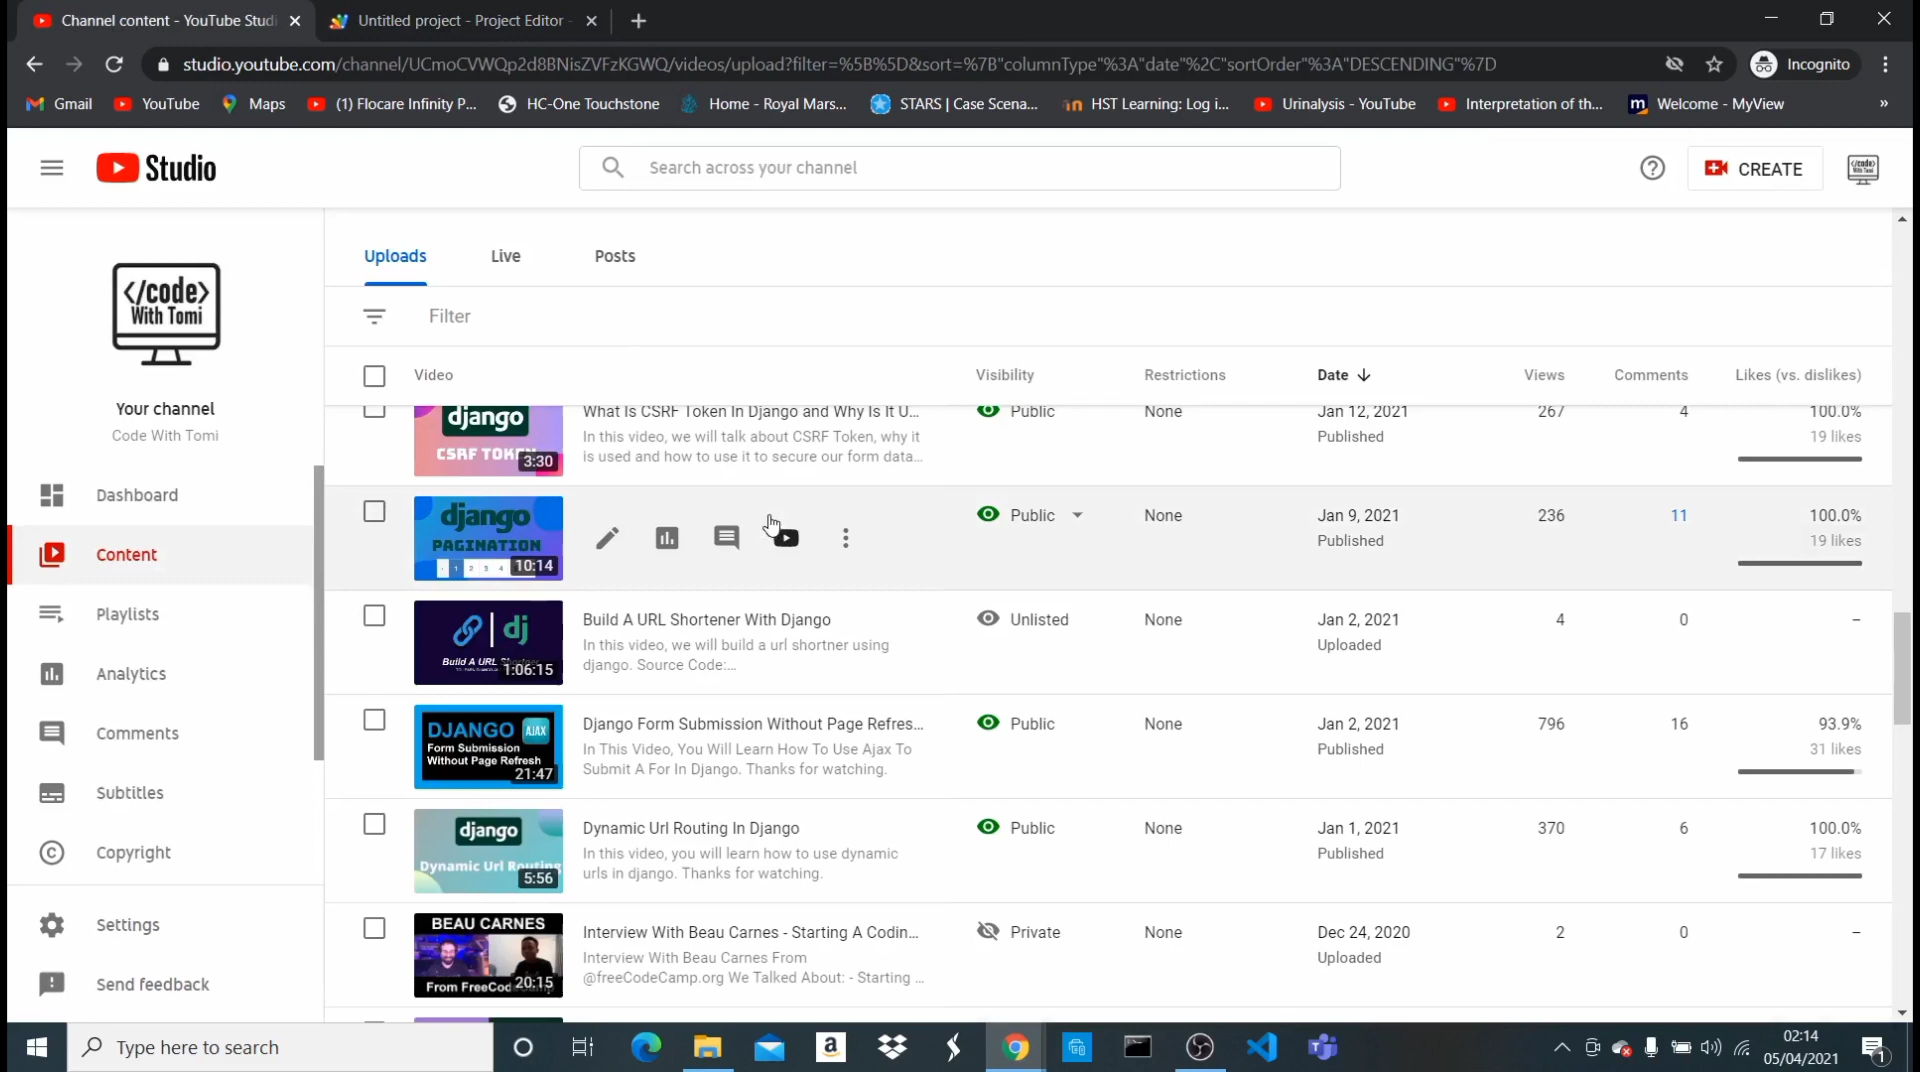 Channel content - YouTube Studi
Untitled project - Project Editor -
studio.youtube.com/channel/UCmoCVWQp2d8BNisZVFzKGWQ/videos/upload?filter=%5B%5D&sort=%7B"columnType"%3A"date"%2C"sortOrder"%3A"DESCENDING"%7D
Incognito
Gmail YouTube Maps (1) Flocare Infinity P... HC-One Touchstone Home - Royal Mars... STARS | Case Scena... HST Learning: Log i... Urinalysis - YouTube Interpretation of th... Welcome - MyView »
Studio
Search across your channel
CREATE
</code>
With Tomi
Your channel
Code With Tomi
Dashboard
Content
Playlists
Analytics
Comments
Subtitles
Copyright
Settings
Send feedback
Uploads Live Posts
Filter
Video Visibility Restrictions Date Views Comments Likes (vs. dislikes)
django
CSRF TOKEN
3:30
What Is CSRF Token In Django and Why Is It U...
In this video, we will talk about CSRF Token, why it
is used and how to use it to secure our form data...
Public None Jan 12, 2021 267 4 100.0%
Published 19 likes
django
PAGINATION
1 2 3 4
10:14
Public None Jan 9, 2021 236 11 100.0%
Published 19 likes
dj
Build A URL
1:06:15
Build A URL Shortener With Django
In this video, we will build a url shortner using
django. Source Code:...
Unlisted None Jan 2, 2021 4 0 –
Uploaded
DJANGO AJAX
Form Submission
Without Page Refresh
21:47
Django Form Submission Without Page Refres...
In This Video, You Will Learn How To Use Ajax To
Submit A For In Django. Thanks for watching.
Public None Jan 2, 2021 796 16 93.9%
Published 31 likes
django
Dynamic Url Routing
5:56
Dynamic Url Routing In Django
In this video, you will learn how to use dynamic
urls in django. Thanks for watching.
Public None Jan 1, 2021 370 6 100.0%
Published 17 likes
BEAU CARNES
From FreeCod
20:15
Interview With Beau Carnes - Starting A Codin...
Interview With Beau Carnes From
@freeCodeCamp.org We Talked About: - Starting ...
Private None Dec 24, 2020 2 0 –
Uploaded
Type here to search
02:14
05/04/2021
1